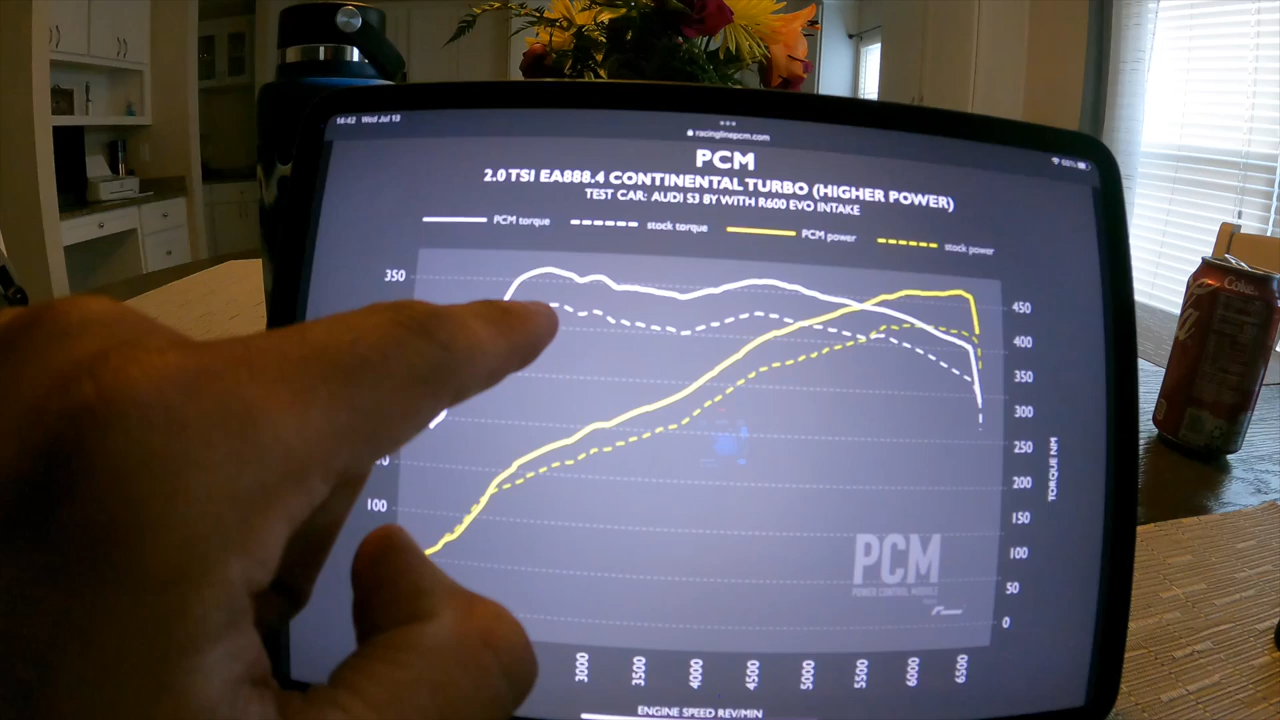 14:42 Wed Jul 13
racinglinepcm.com
68%
PCM
2.0 TSI EA888.4 CONTINENTAL TURBO (HIGHER POWER)
TEST CAR: AUDI S3 8Y WITH R600 EVO INTAKE
PCM torque
stock torque
PCM power
stock power
350
100
450
400
350
300
250
200
150
100
50
0
TORQUE NM
PCM
POWER CONTROL MODULE
3000
3500
4000
4500
5000
5500
6000
6500
ENGINE SPEED REV/MIN
Coke